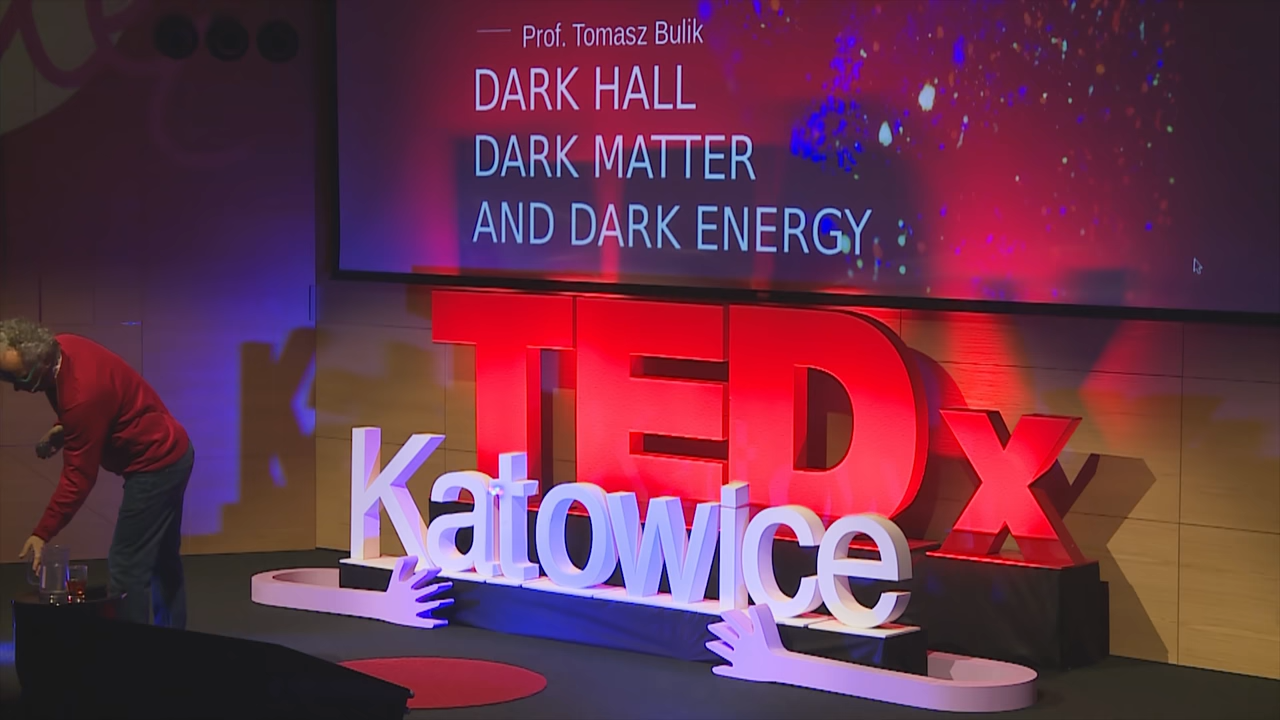 — Prof. Tomasz Bulik
DARK HALL
DARK MATTER
AND DARK ENERGY
TEDx
Katowice